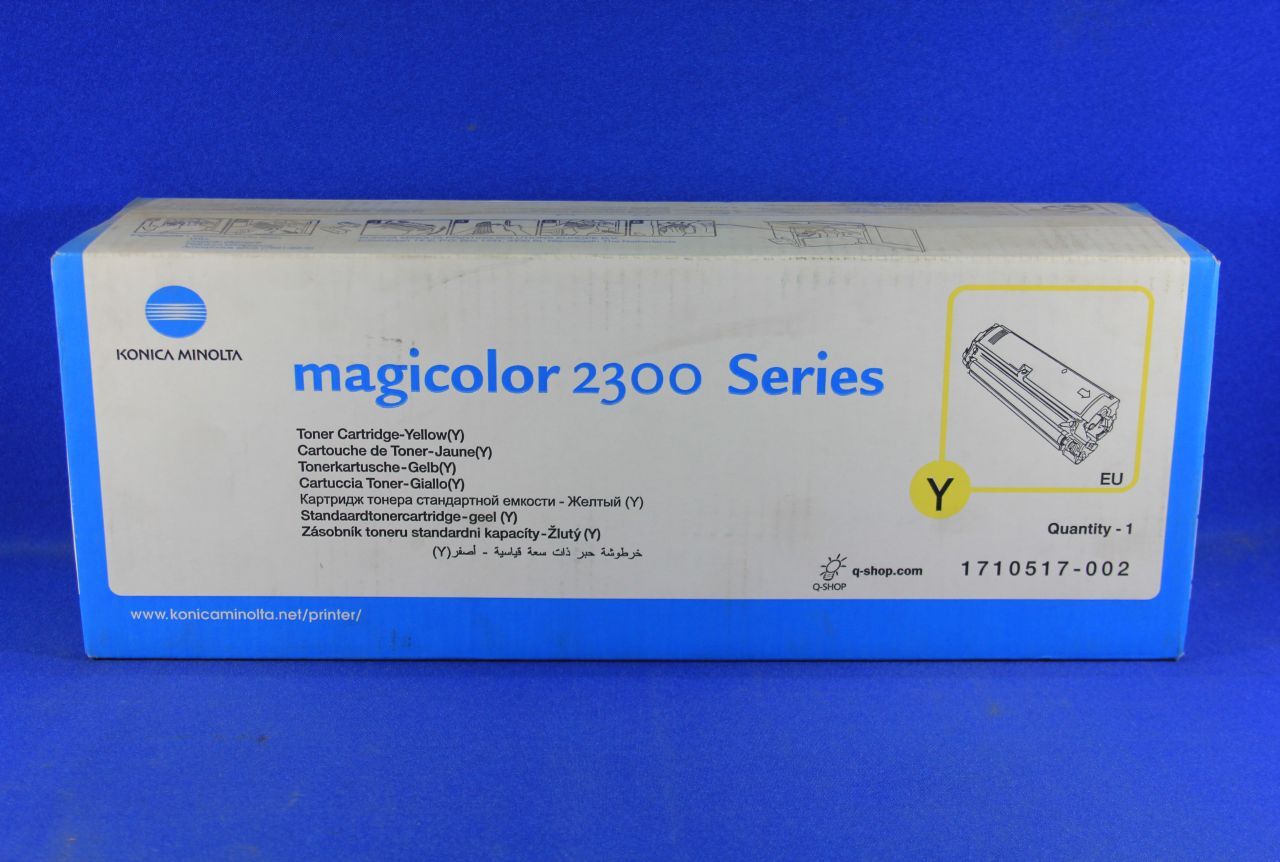 KONICA MINOLTA
magicolor 2300 Series
Toner Cartridge-Yellow(Y)
Cartouche de Toner-Jaune(Y)
Tonerkartusche-Gelb(Y)
Cartuccia Toner-Giallo(Y)
Картридж тонера стандартной емкости - Желтый (Y)
Standaardtonercartridge-geel (Y)
Zásobník toneru standardni kapacíty-Žlutý (Y)
خرطوشة حبر ذات سعة قياسية - أصفر(Y)
Y
EU
Quantity - 1
Q-SHOP
q-shop.com
1710517-002
www.konicaminolta.net/printer/